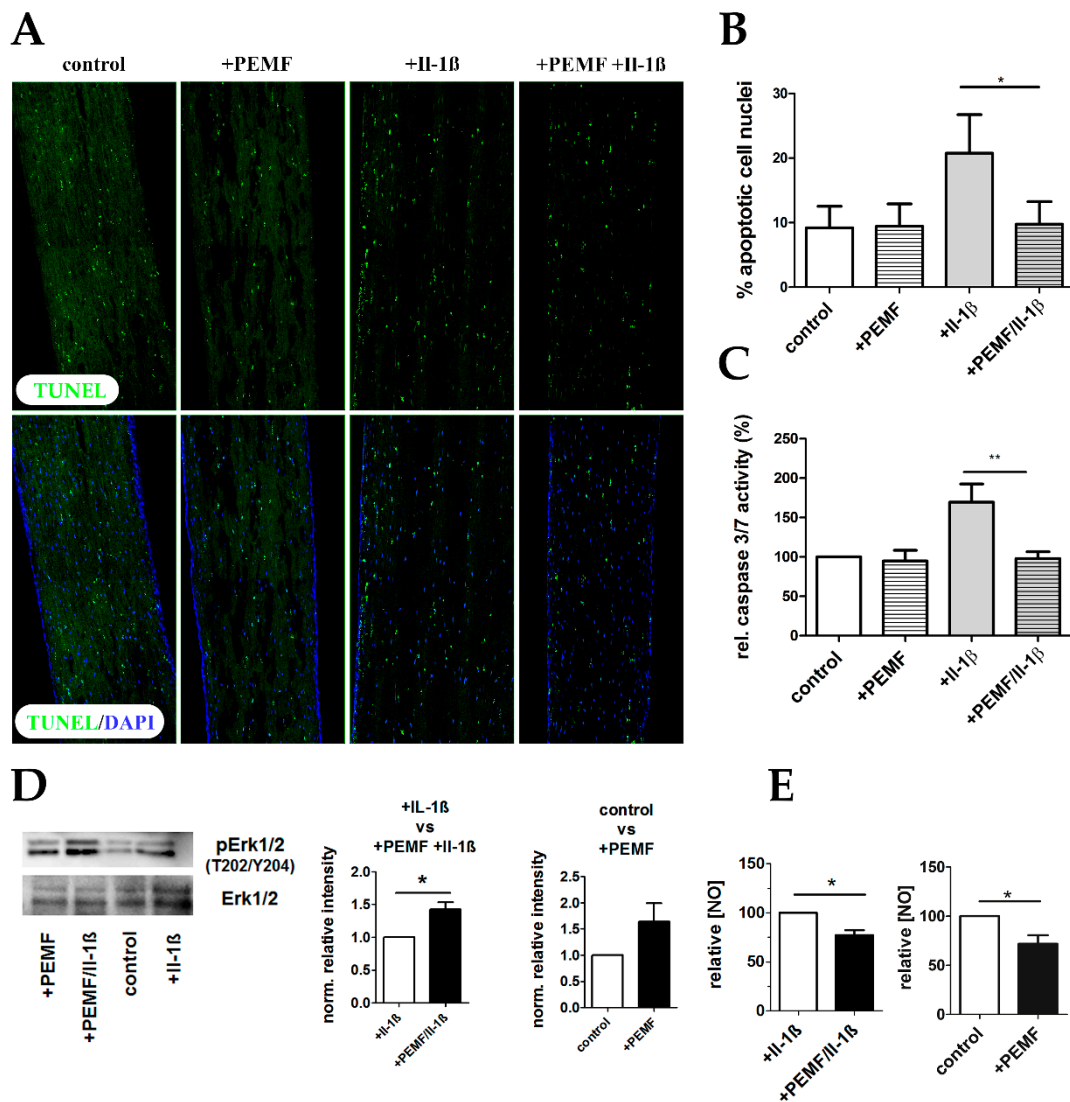 A
control
+PEMF
+Il-1ß
+PEMF +Il-1ß
TUNEL
TUNEL/DAPI
B
% apoptotic cell nuclei
30
20
10
0
*
control
+PEMF
+Il-1β
+PEMF/Il-1β
C
rel. caspase 3/7 activity (%)
250
200
150
100
50
0
**
control
+PEMF
+Il-1β
+PEMF/Il-1β
D
pErk1/2
(T202/Y204)
Erk1/2
+PEMF
+PEMF/Il-1ß
control
+Il-1ß
+IL-1ß
vs
+PEMF +Il-1ß
norm. relative intensity
2.0
1.5
1.0
0.5
0.0
*
+Il-1ß
+PEMF/Il-1ß
control
vs
+PEMF
norm. relative intensity
2.5
2.0
1.5
1.0
0.5
0.0
control
+PEMF
E
relative [NO]
150
100
50
0
*
+Il-1ß
+PEMF/Il-1ß
relative [NO]
150
100
50
0
*
control
+PEMF